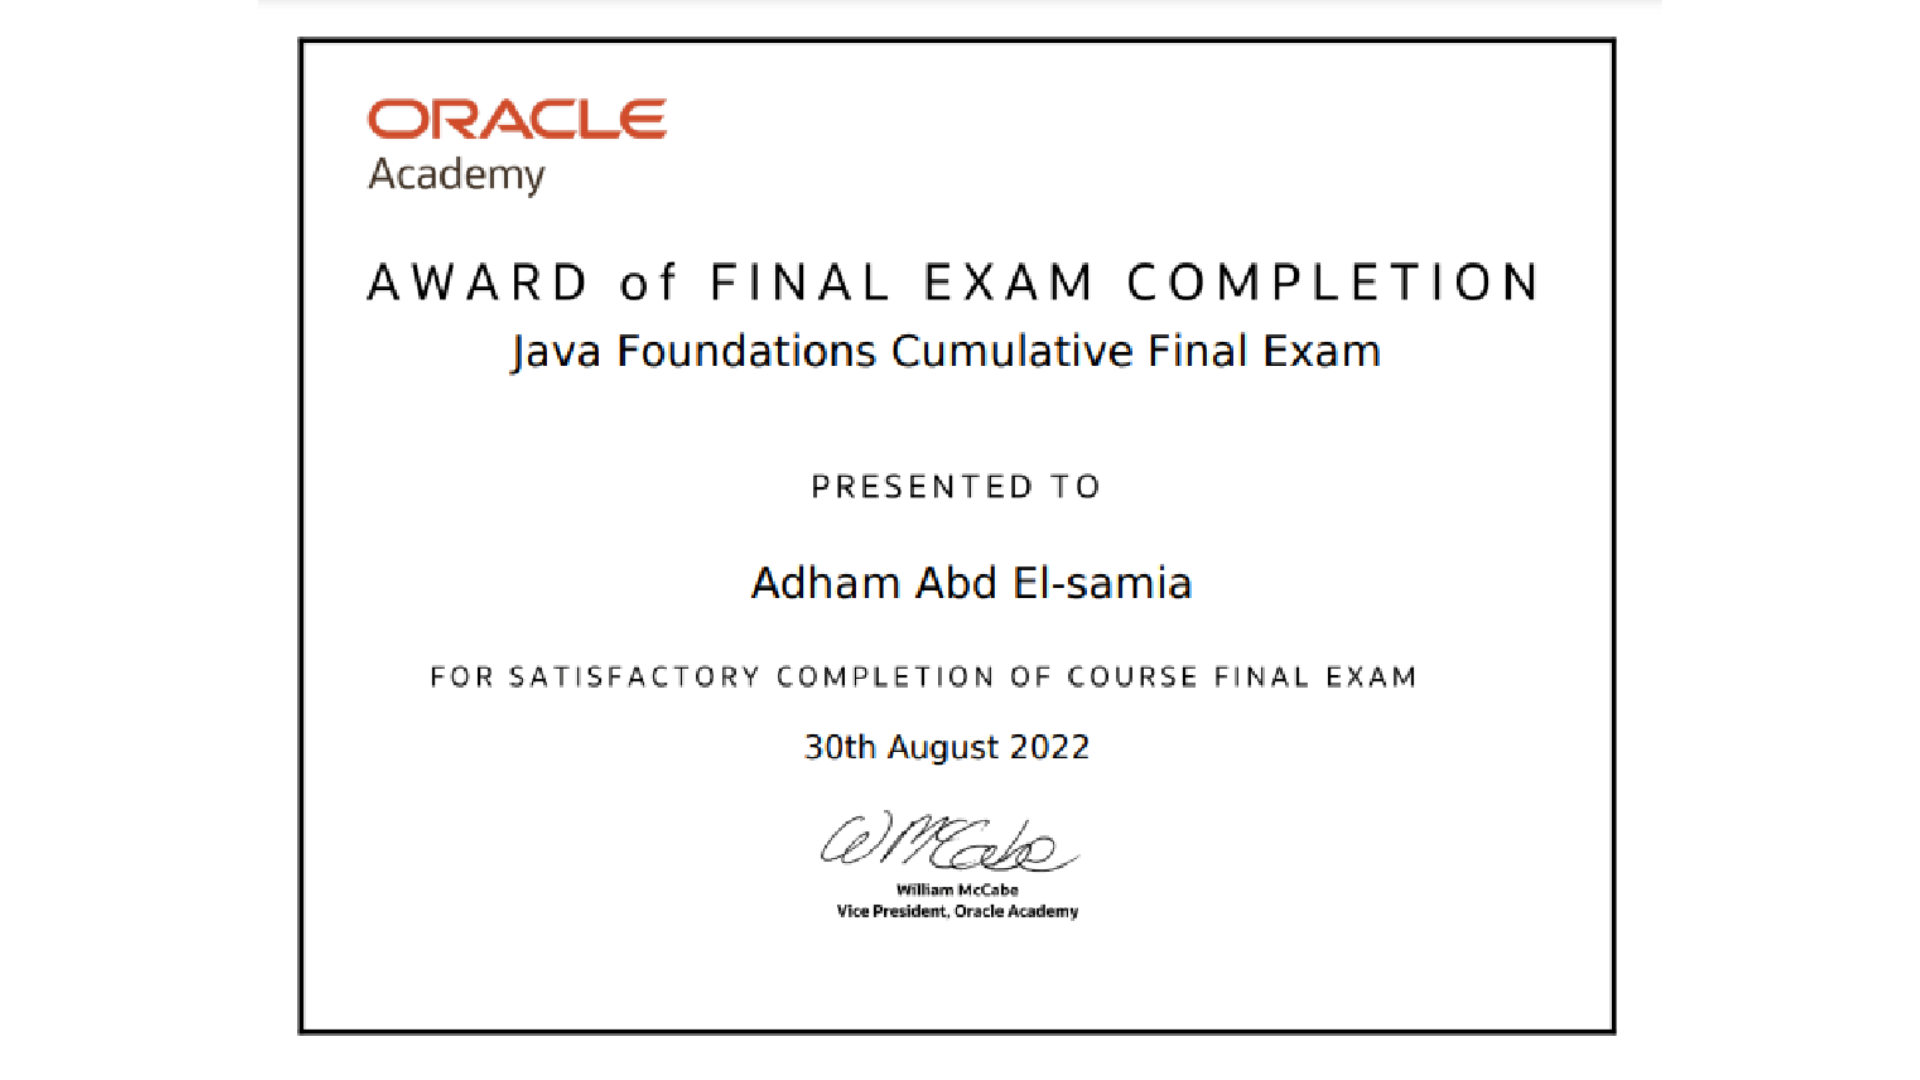 ORACLE
Academy
AWARD of FINAL EXAM COMPLETION
Java Foundations Cumulative Final Exam
PRESENTED TO
Adham Abd El-samia
FOR SATISFACTORY COMPLETION OF COURSE FINAL EXAM
30th August 2022
WMcCabe
William McCabe
Vice President, Oracle Academy